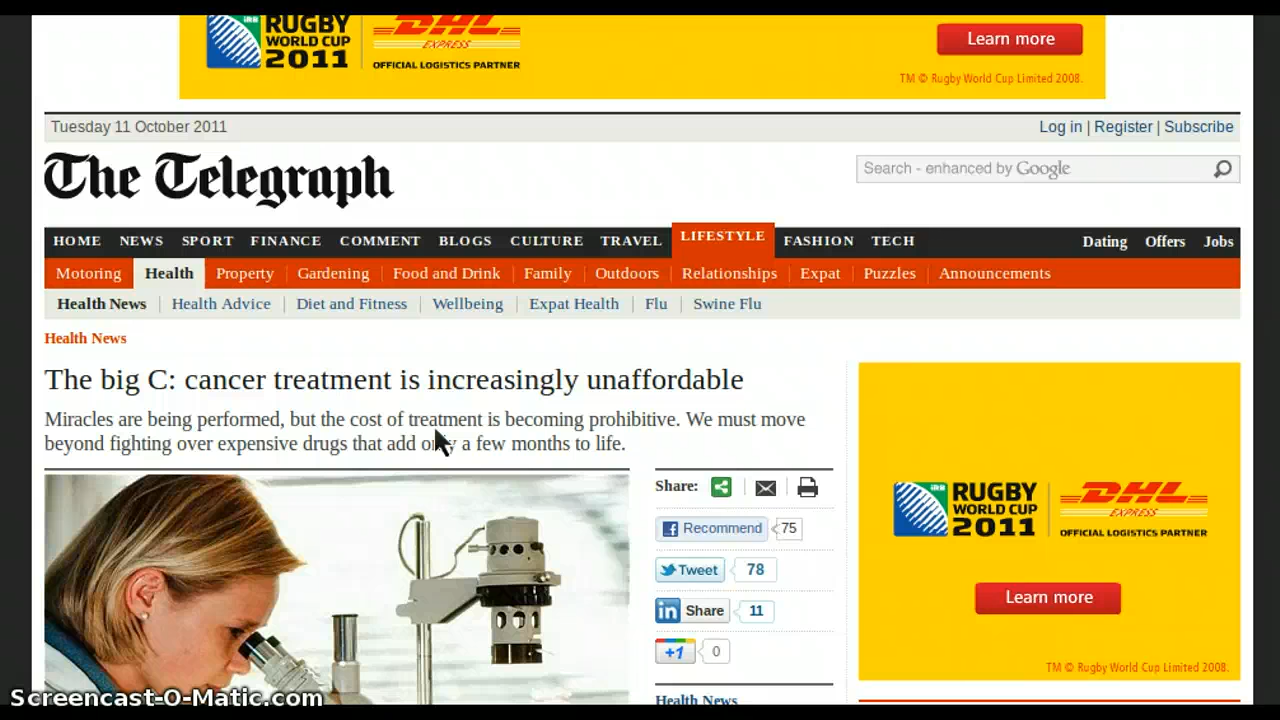 RUGBY
WORLD CUP
2011
DHL
EXPRESS
OFFICIAL LOGISTICS PARTNER
Learn more
TM © Rugby World Cup Limited 2008.
Tuesday 11 October 2011
Log in | Register | Subscribe
The Telegraph
Search - enhanced by Google
HOME NEWS SPORT FINANCE COMMENT BLOGS CULTURE TRAVEL LIFESTYLE FASHION TECH Dating Offers Jobs
Motoring Health Property Gardening Food and Drink Family Outdoors Relationships Expat Puzzles Announcements
Health News Health Advice Diet and Fitness Wellbeing Expat Health Flu Swine Flu
Health News
The big C: cancer treatment is increasingly unaffordable
Miracles are being performed, but the cost of treatment is becoming prohibitive. We must move
beyond fighting over expensive drugs that add only a few months to life.
Share:
Recommend 75
Tweet 78
in Share 11
+1 0
Health News
IRB
RUGBY
WORLD CUP
2011
DHL
EXPRESS
OFFICIAL LOGISTICS PARTNER
Learn more
TM © Rugby World Cup Limited 2008.
Screencast-O-Matic.com